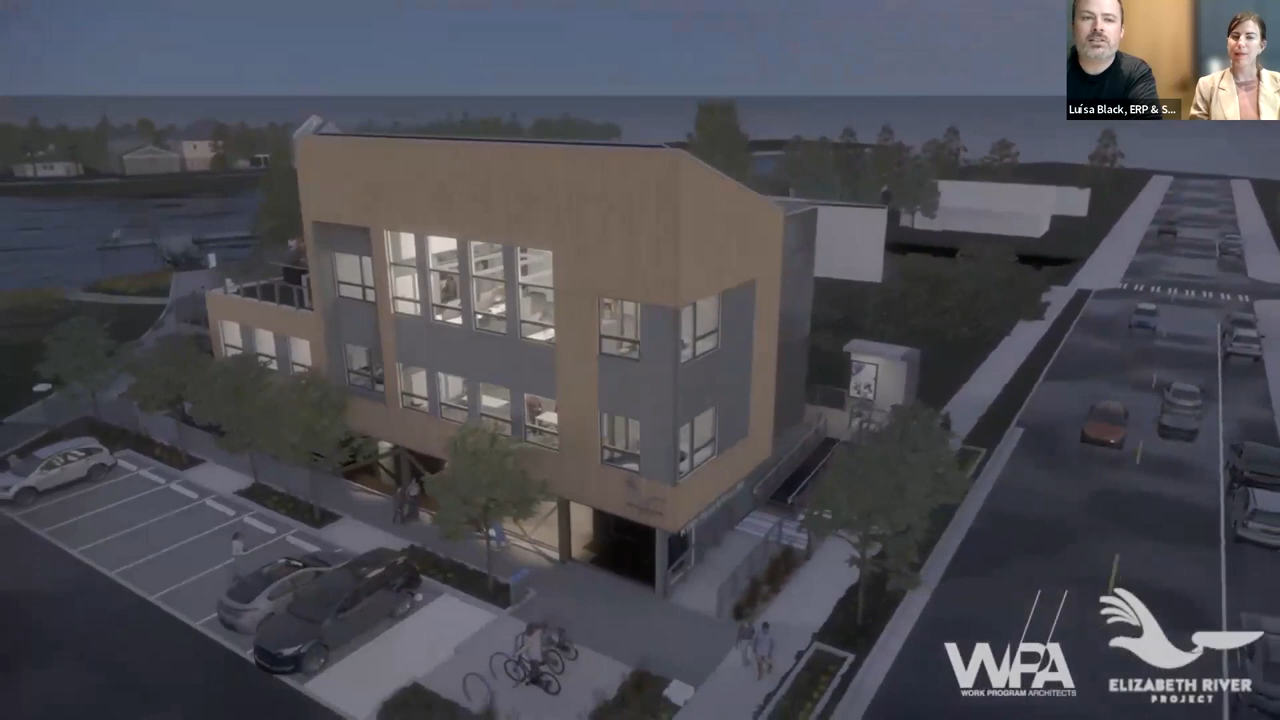 Luísa Black, ERP & S...
WPA
WORK PROGRAM ARCHITECTS
ELIZABETH RIVER
PROJECT